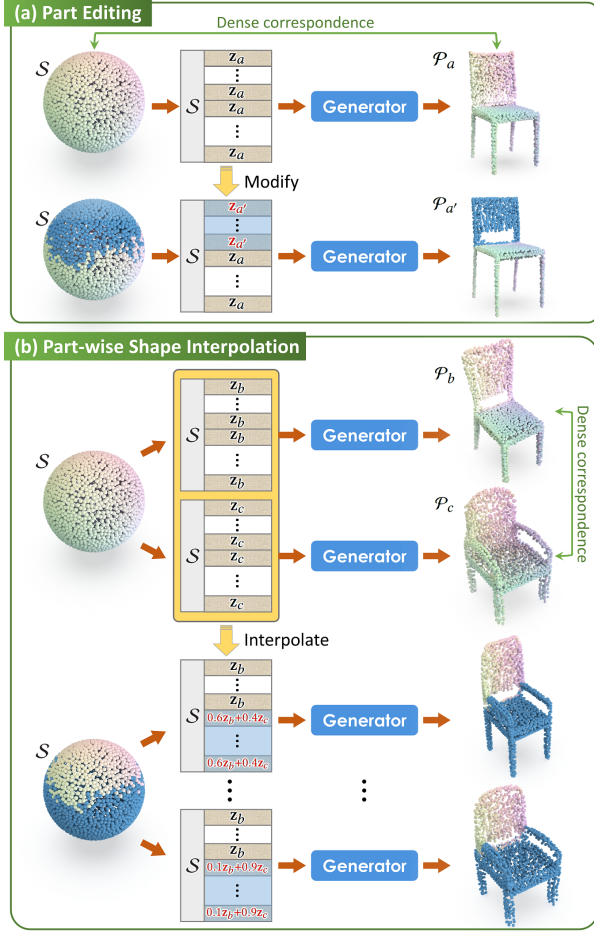 (a) Part Editing
Dense correspondence
𝒮
𝒮
z_a
⋮
z_a
z_a
⋮
z_a
Generator
𝒫_a
Modify
𝒮
𝒮
z_a'
⋮
z_a'
z_a
⋮
z_a
Generator
𝒫_a'
(b) Part-wise Shape Interpolation
𝒮
𝒮
z_b
⋮
z_b
z_b
⋮
z_b
Generator
𝒫_b
Dense correspondence
𝒮
z_c
⋮
z_c
z_c
⋮
z_c
Generator
𝒫_c
Interpolate
𝒮
𝒮
z_b
⋮
z_b
0.6z_b+0.4z_c
⋮
0.6z_b+0.4z_c
Generator
⋮
⋮
𝒮
z_b
⋮
z_b
0.1z_b+0.9z_c
⋮
0.1z_b+0.9z_c
Generator